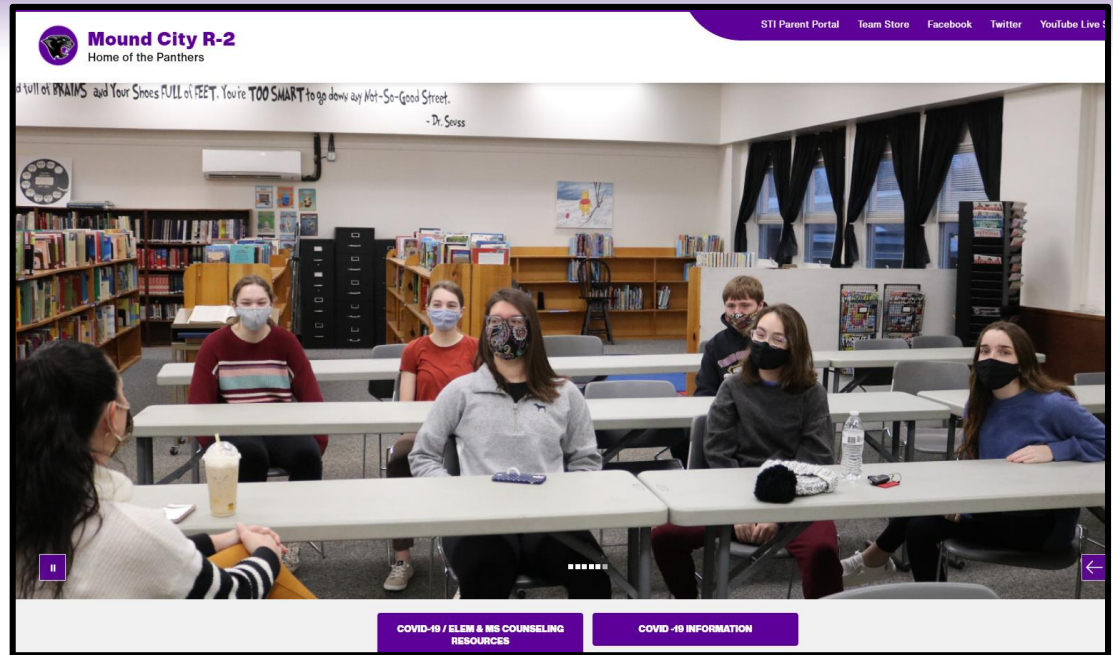 STI Parent Portal Team Store Facebook Twitter YouTube Live
Mound City R-2
Home of the Panthers
full of BRAINS and Your Shoes FULL of FEET. You're TOO SMART to go down any Not-So-Good Street.
- Dr. Seuss
COVID-19 / ELEM & MS COUNSELING
RESOURCES
COVID -19 INFORMATION